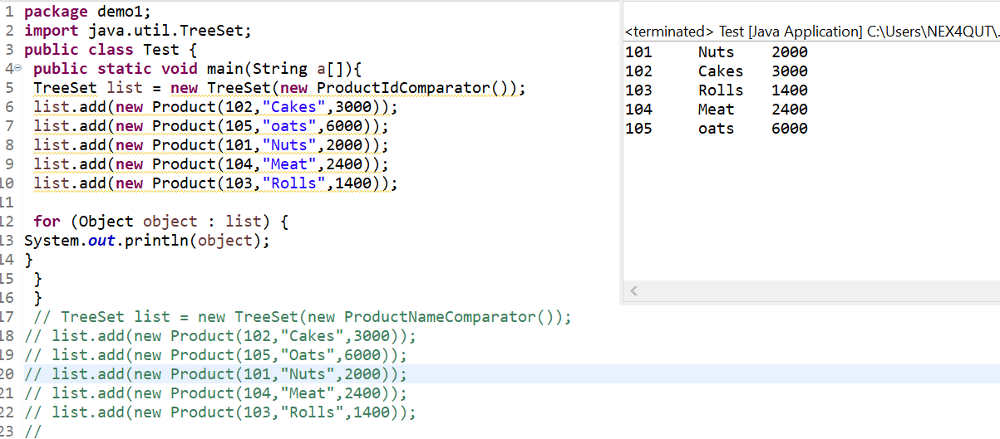 1 package demo1;
2 import java.util.TreeSet;
3 public class Test {
4 public static void main(String a[]){
5 TreeSet list = new TreeSet(new ProductIdComparator());
6 list.add(new Product(102,"Cakes",3000));
7 list.add(new Product(105,"oats",6000));
8 list.add(new Product(101,"Nuts",2000));
9 list.add(new Product(104,"Meat",2400));
10 list.add(new Product(103,"Rolls",1400));
11
12 for (Object object : list) {
13 System.out.println(object);
14 }
15 }
16 }
17 // TreeSet list = new TreeSet(new ProductNameComparator());
18 // list.add(new Product(102,"Cakes",3000));
19 // list.add(new Product(105,"Oats",6000));
20 // list.add(new Product(101,"Nuts",2000));
21 // list.add(new Product(104,"Meat",2400));
22 // list.add(new Product(103,"Rolls",1400));
23 //
<terminated> Test [Java Application] C:\Users\NEX4QUT\.
101 Nuts 2000
102 Cakes 3000
103 Rolls 1400
104 Meat 2400
105 oats 6000